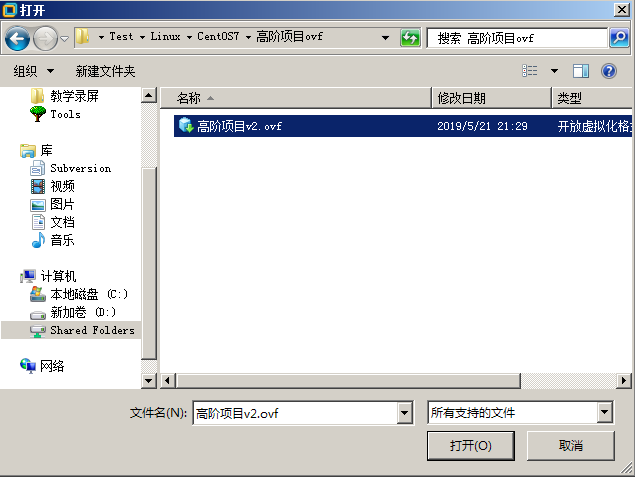 打开
Test Linux CentOS7 高阶项目ovf
搜索 高阶项目ovf
组织 新建文件夹
教学录屏
Tools
库
Subversion
视频
图片
文档
音乐
计算机
本地磁盘 (C:)
新加卷 (D:)
Shared Folders
网络
名称 修改日期 类型
高阶项目v2.ovf 2019/5/21 21:29 开放虚拟化格式
文件名(N): 高阶项目v2.ovf 所有支持的文件
打开(O) 取消